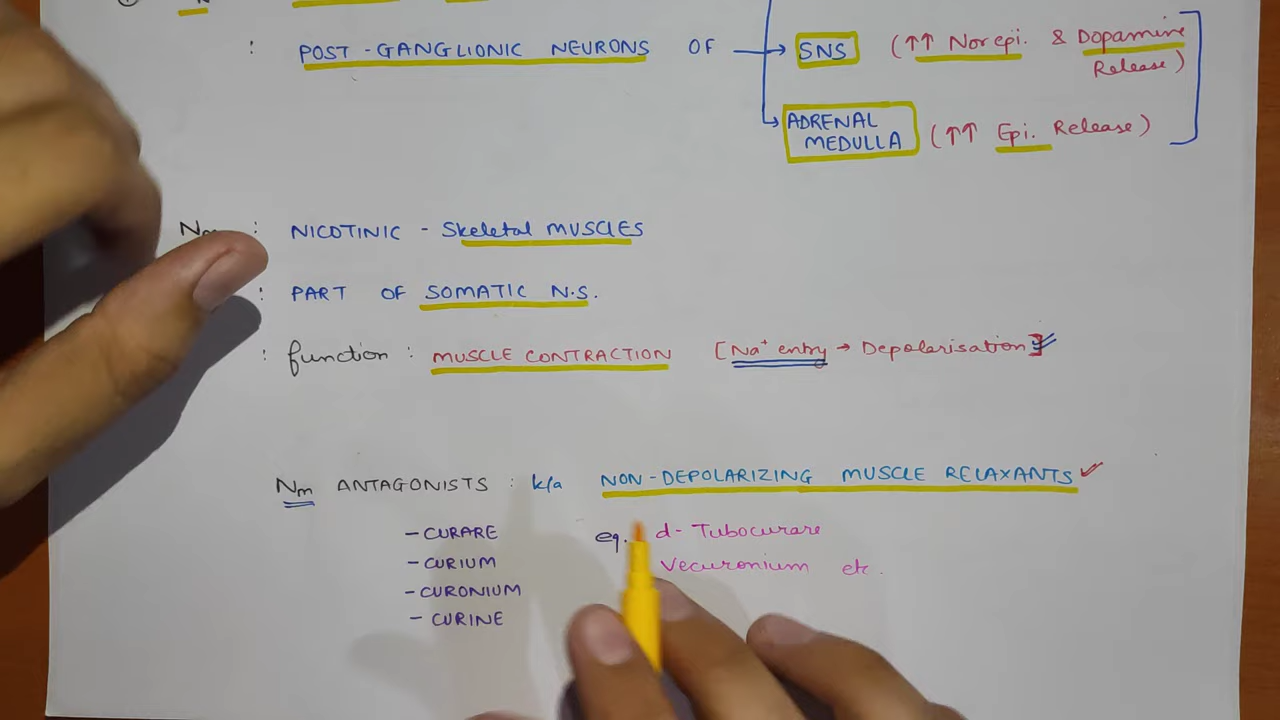 : POST-GANGLIONIC NEURONS OF → SNS (↑↑ Norepi. & Dopamine Release)
ADRENAL MEDULLA (↑↑ Epi. Release)
: NICOTINIC - Skeletal MUSCLES
: PART OF SOMATIC N.S.
: function : MUSCLE CONTRACTION [Na⁺ entry → Depolarisation]
Nm ANTAGONISTS : k/a NON-DEPOLARIZING MUSCLE RELAXANTS ✓
- CURARE eg. d-Tubocurare
- CURIUM Vecuronium etc.
- CURONIUM
- CURINE